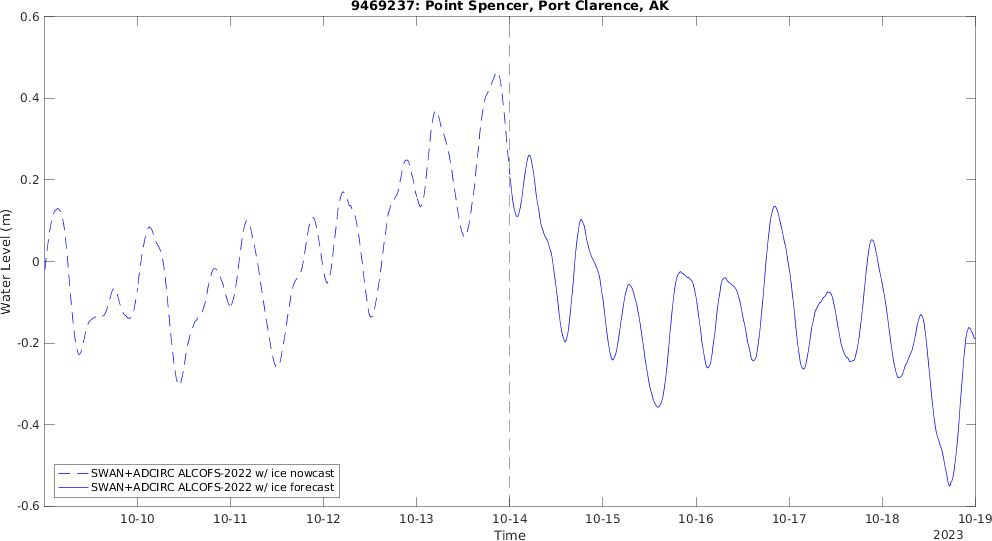 9469237: Point Spencer, Port Clarence, AK
0.6
0.4
0.2
0
-0.2
-0.4
-0.6
Water Level (m)
SWAN+ADCIRC ALCOFS-2022 w/ ice nowcast
SWAN+ADCIRC ALCOFS-2022 w/ ice forecast
10-10 10-11 10-12 10-13 10-14 10-15 10-16 10-17 10-18 10-19
Time
2023